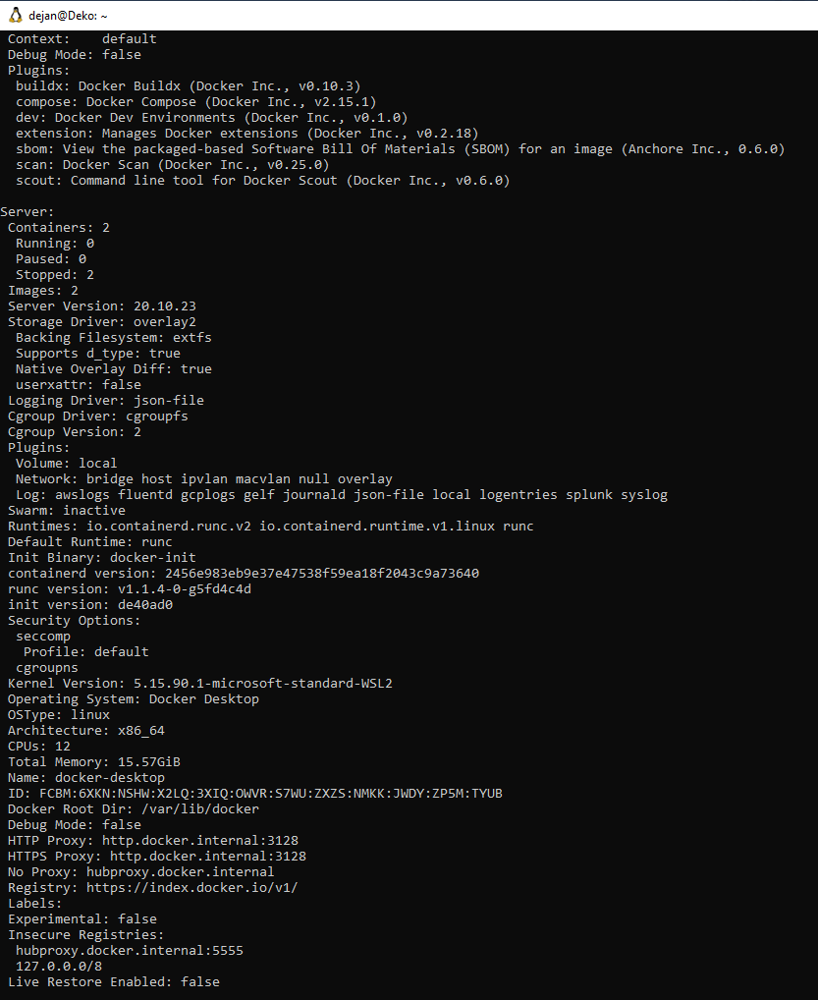 dejan@Deko: ~
Context:    default
Debug Mode: false
Plugins:
buildx: Docker Buildx (Docker Inc., v0.10.3)
compose: Docker Compose (Docker Inc., v2.15.1)
dev: Docker Dev Environments (Docker Inc., v0.1.0)
extension: Manages Docker extensions (Docker Inc., v0.2.18)
sbom: View the packaged-based Software Bill Of Materials (SBOM) for an image (Anchore Inc., 0.6.0)
scan: Docker Scan (Docker Inc., v0.25.0)
scout: Command line tool for Docker Scout (Docker Inc., v0.6.0)
Server:
Containers: 2
Running: 0
Paused: 0
Stopped: 2
Images: 2
Server Version: 20.10.23
Storage Driver: overlay2
Backing Filesystem: extfs
Supports d_type: true
Native Overlay Diff: true
userxattr: false
Logging Driver: json-file
Cgroup Driver: cgroupfs
Cgroup Version: 2
Plugins:
Volume: local
Network: bridge host ipvlan macvlan null overlay
Log: awslogs fluentd gcplogs gelf journald json-file local logentries splunk syslog
Swarm: inactive
Runtimes: io.containerd.runc.v2 io.containerd.runtime.v1.linux runc
Default Runtime: runc
Init Binary: docker-init
containerd version: 2456e983eb9e37e47538f59ea18f2043c9a73640
runc version: v1.1.4-0-g5fd4c4d
init version: de40ad0
Security Options:
seccomp
Profile: default
cgroupns
Kernel Version: 5.15.90.1-microsoft-standard-WSL2
Operating System: Docker Desktop
OSType: linux
Architecture: x86_64
CPUs: 12
Total Memory: 15.57GiB
Name: docker-desktop
ID: FCBM:6XKN:NSHW:X2LQ:3XIQ:OWVR:S7WU:ZXZS:NMKK:JWDY:ZP5M:TYUB
Docker Root Dir: /var/lib/docker
Debug Mode: false
HTTP Proxy: http.docker.internal:3128
HTTPS Proxy: http.docker.internal:3128
No Proxy: hubproxy.docker.internal
Registry: https://index.docker.io/v1/
Labels:
Experimental: false
Insecure Registries:
hubproxy.docker.internal:5555
127.0.0.0/8
Live Restore Enabled: false